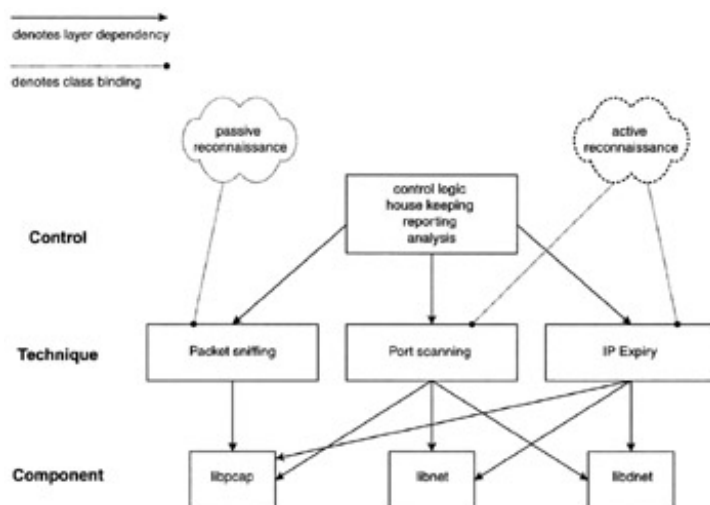 denotes layer dependency
denotes class binding
passive
reconnaissance
active
reconnaissance
control logic
house keeping
reporting
analysis
Control
Technique
Packet sniffing
Port scanning
IP Expiry
Component
libpcap
libnet
libdnet